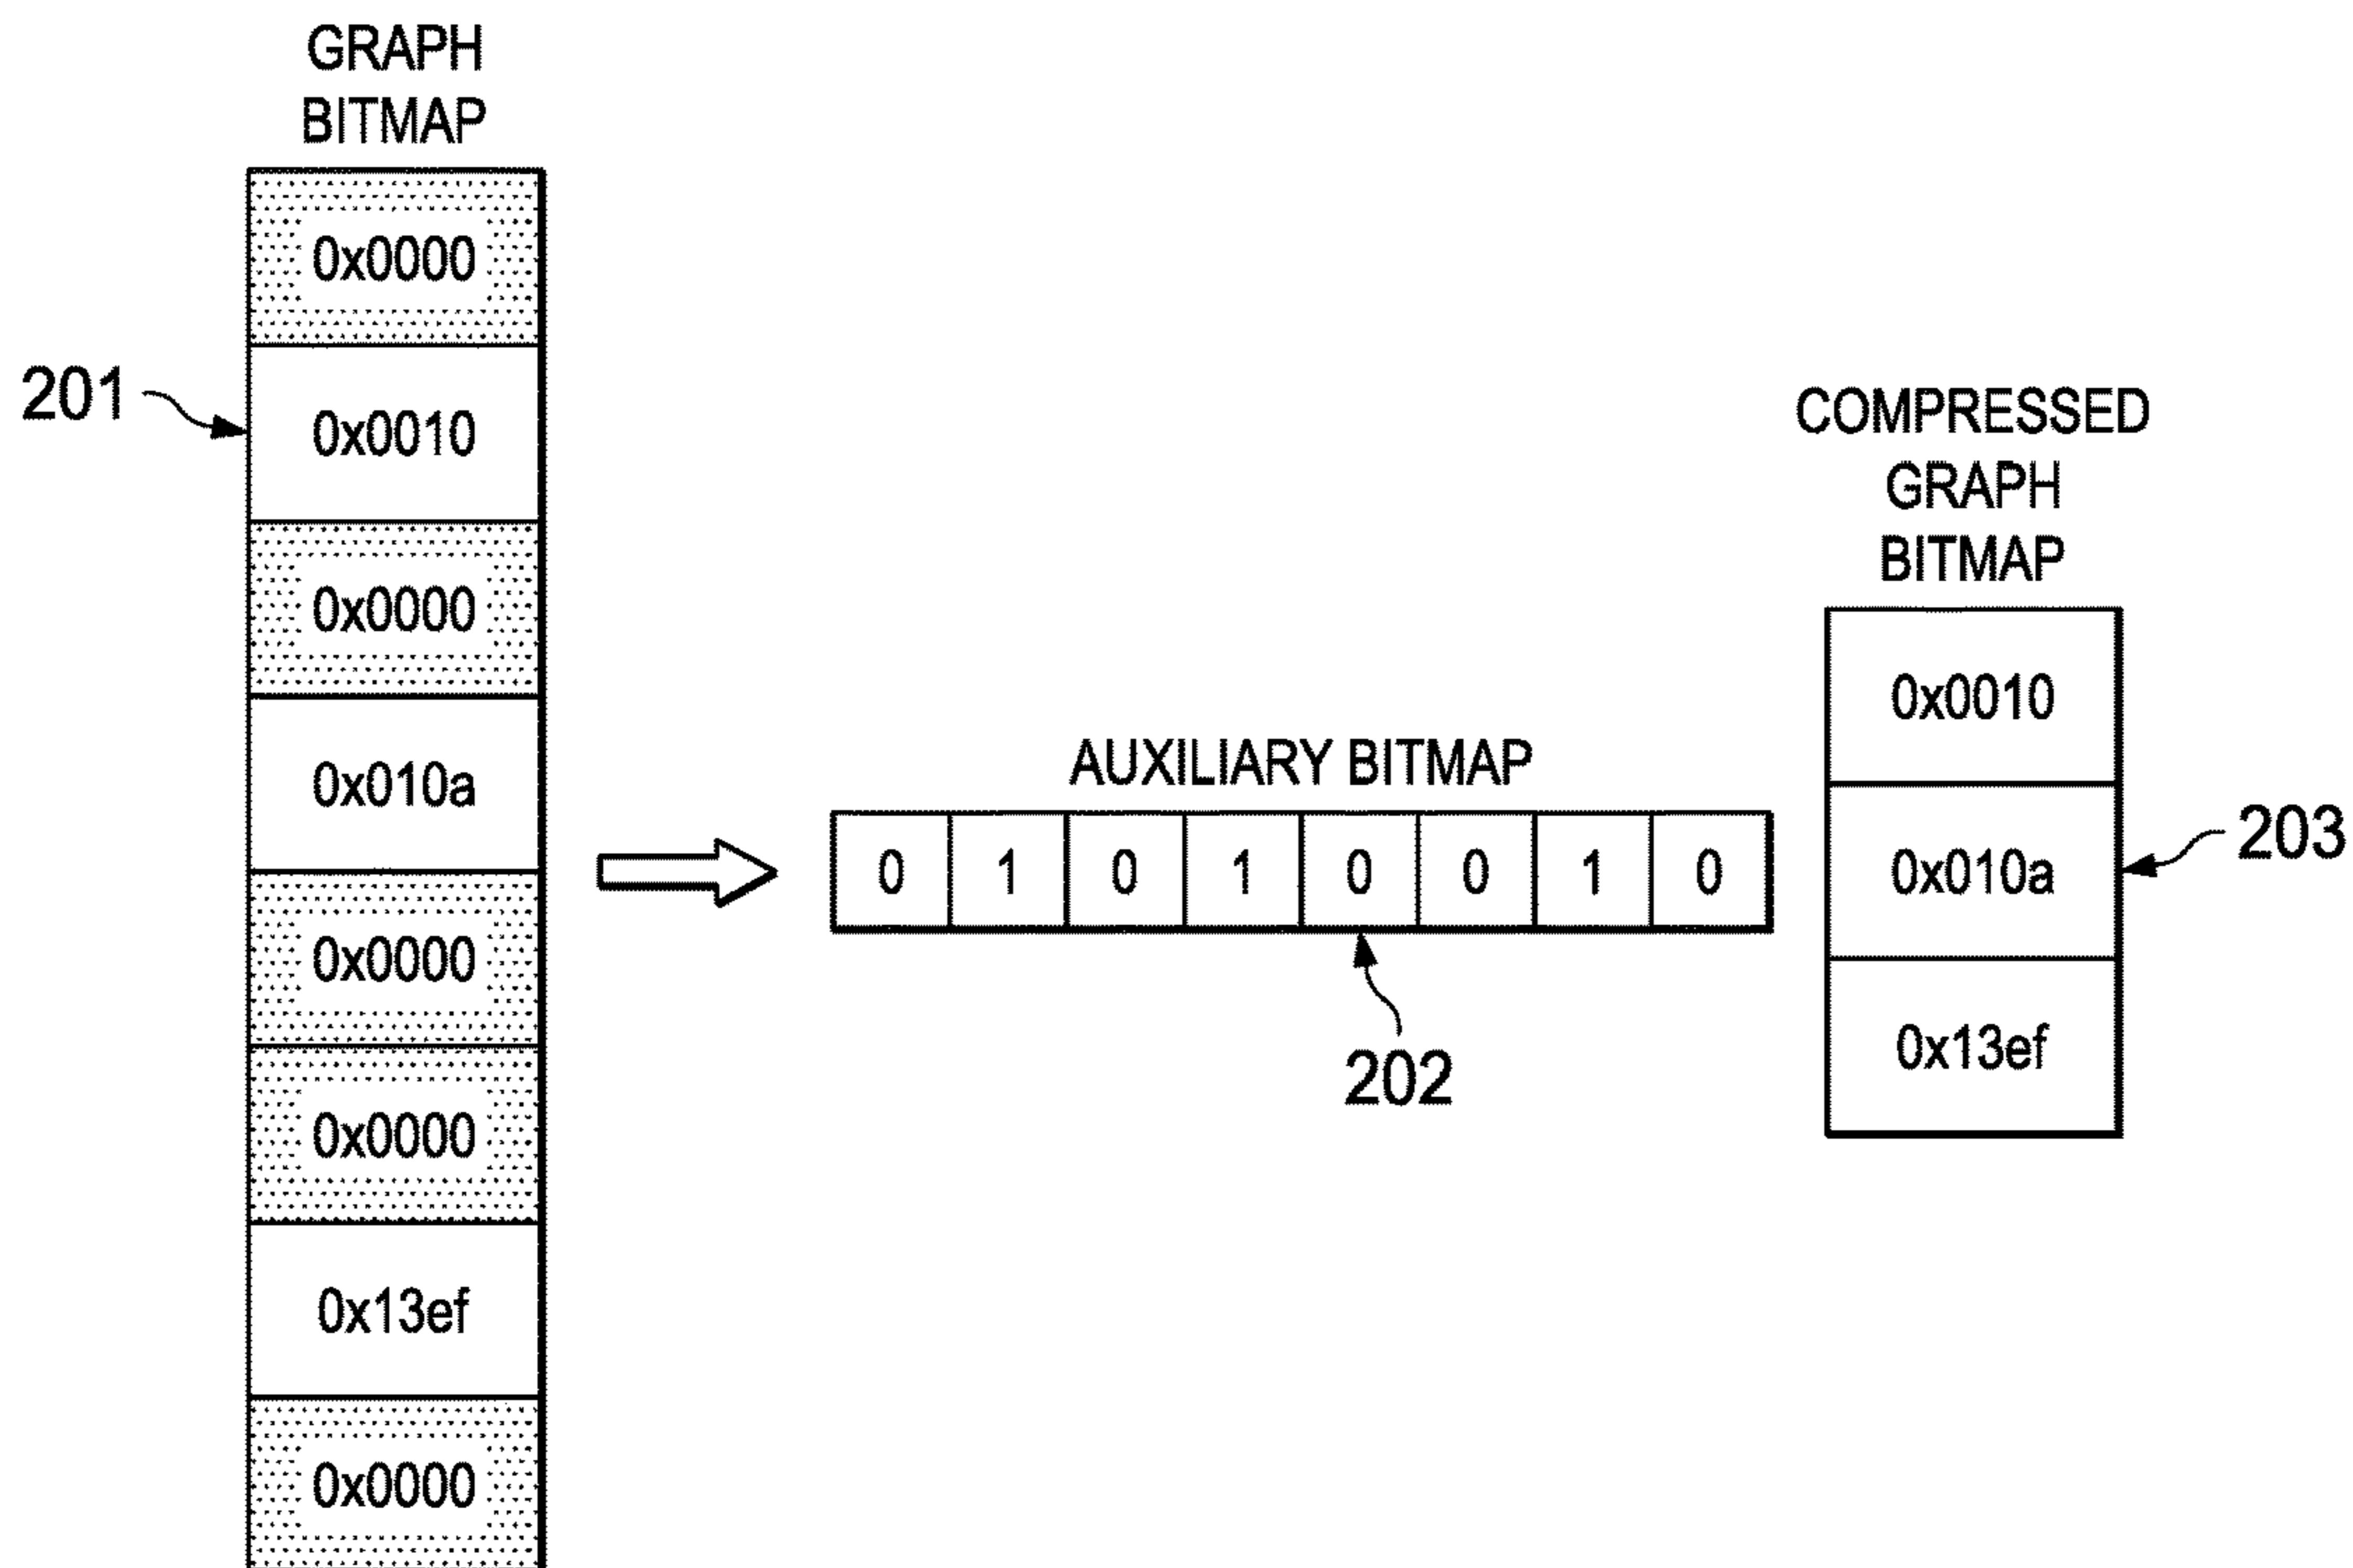 GRAPH
BITMAP
0x0000
201
0x0010
0x0000
0x010a
0x0000
0x0000
0x13ef
0x0000
AUXILIARY BITMAP
0 1 0 1 0 0 1 0
202
COMPRESSED
GRAPH
BITMAP
0x0010
0x010a
203
0x13ef